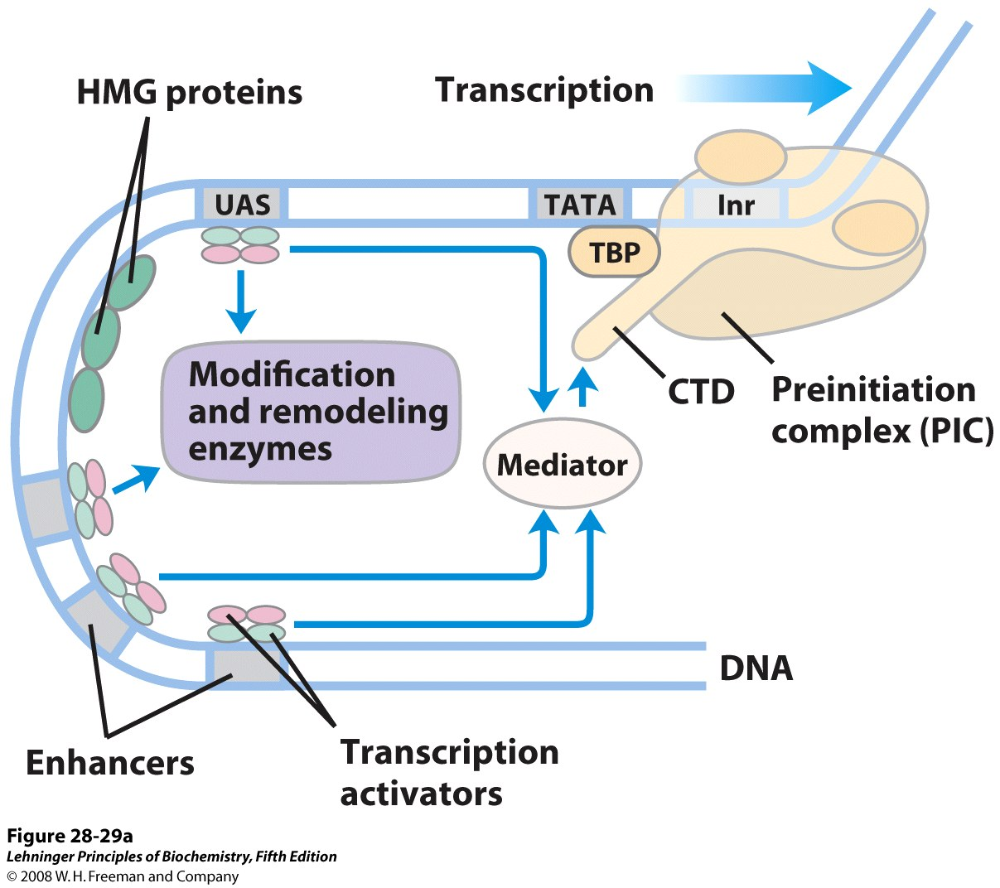 HMG proteins
Transcription
UAS
TATA
Inr
TBP
Modification
and remodeling
enzymes
CTD
Preinitiation
complex (PIC)
Mediator
DNA
Enhancers
Transcription
activators
Figure 28-29a
Lehninger Principles of Biochemistry, Fifth Edition
© 2008 W. H. Freeman and Company